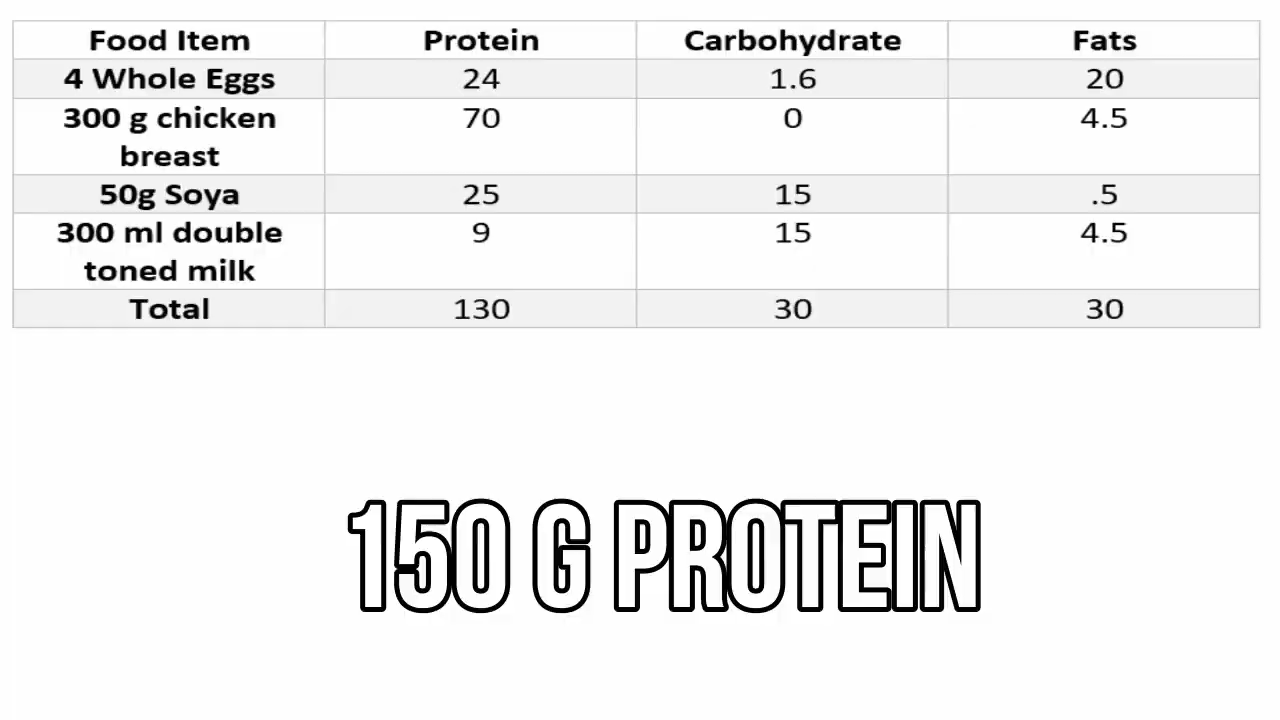 Food Item Protein Carbohydrate Fats
4 Whole Eggs 24 1.6 20
300 g chicken 70 0 4.5
breast
50g Soya 25 15 .5
300 ml double 9 15 4.5
toned milk
Total 130 30 30
150 G PROTEIN